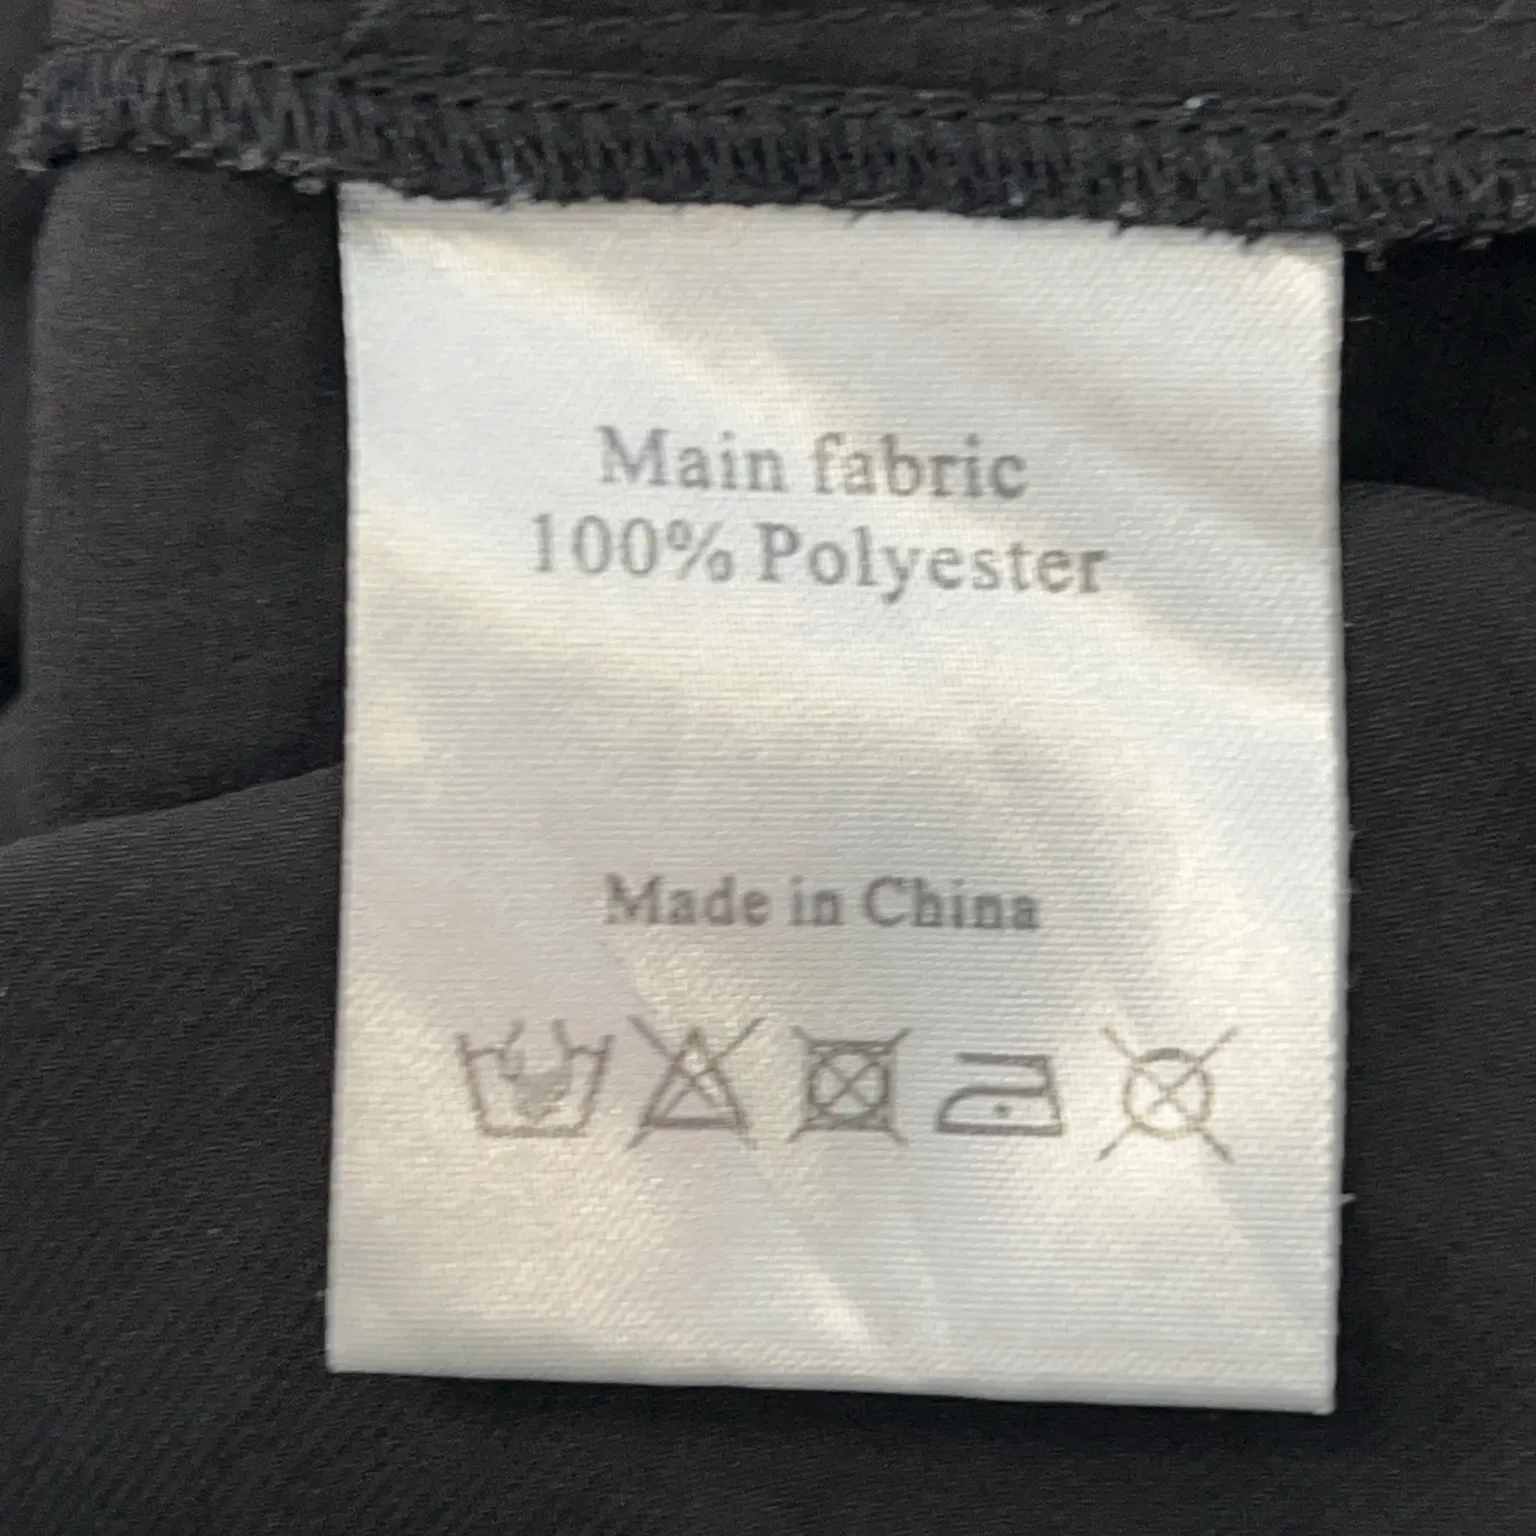 Main fabric
100% Polyester
Made in China